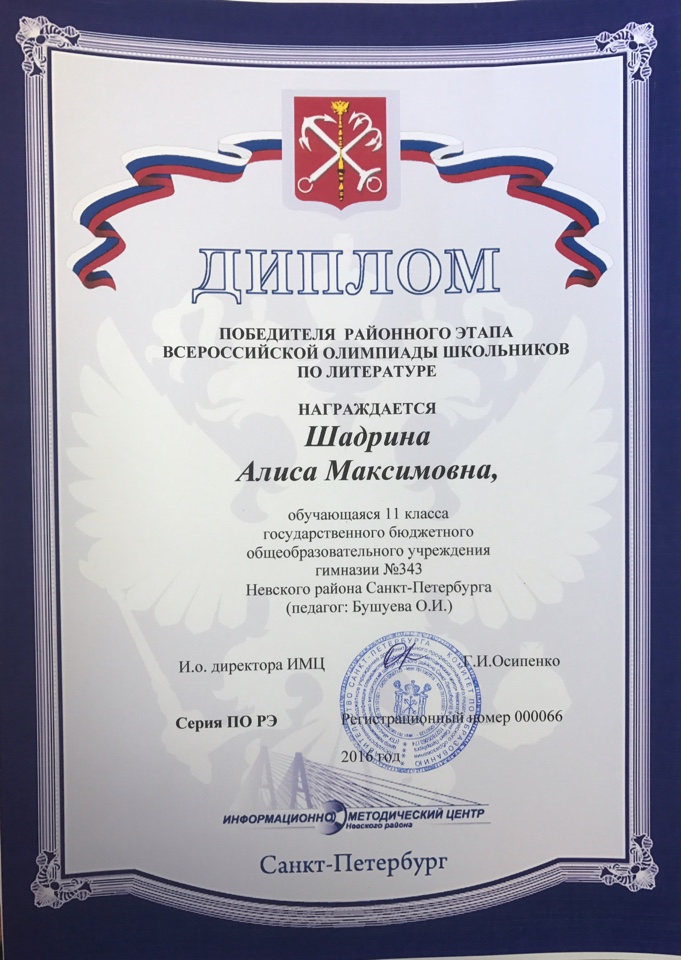 ДИПЛОМ
ПОБЕДИТЕЛЯ РАЙОННОГО ЭТАПА
ВСЕРОССИЙСКОЙ ОЛИМПИАДЫ ШКОЛЬНИКОВ
ПО ЛИТЕРАТУРЕ
НАГРАЖДАЕТСЯ
Шадрина
Алиса Максимовна,
обучающаяся 11 класса
государственного бюджетного
общеобразовательного учреждения
гимназии №343
Невского района Санкт-Петербурга
(педагог: Бушуева О.И.)
И.о. директора ИМЦ Г.И.Осипенко
Серия ПО РЭ Регистрационный номер 000066
2016 год
ИНФОРМАЦИОННО МЕТОДИЧЕСКИЙ ЦЕНТР
Невского района
Санкт-Петербург